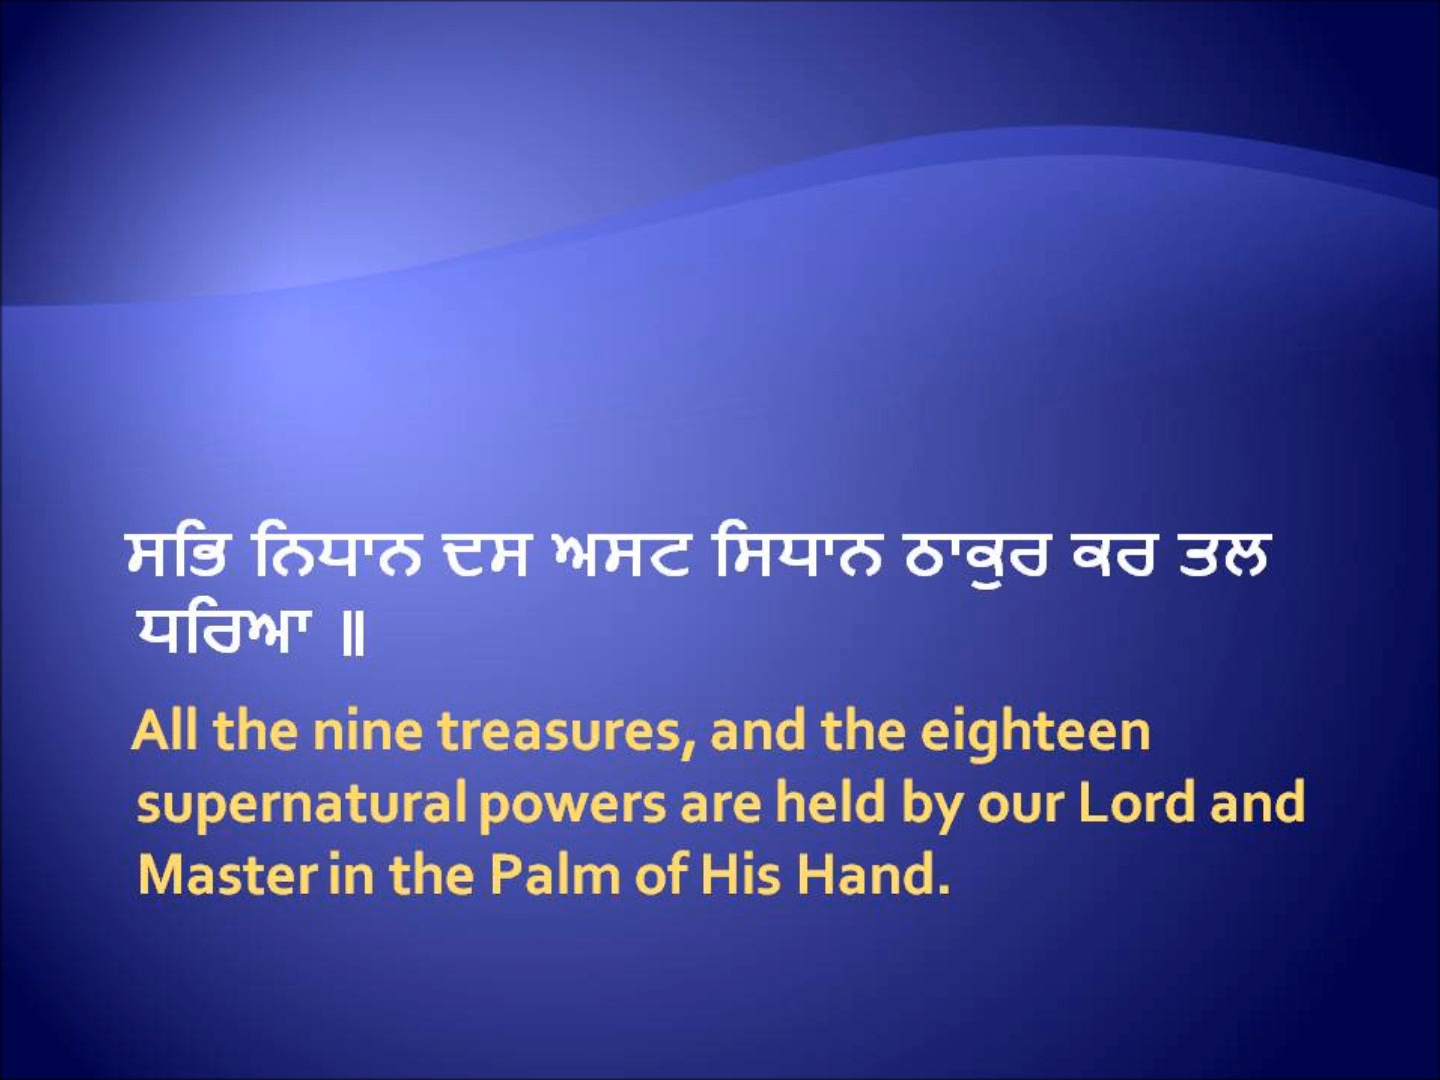 ਸਭਿ ਨਿਧਾਨ ਦਸ ਅਸਟ ਸਿਧਾਨ ਠਾਕੁਰ ਕਰ ਤਲ
ਧਰਿਆ ॥
All the nine treasures, and the eighteen
supernatural powers are held by our Lord and
Master in the Palm of His Hand.